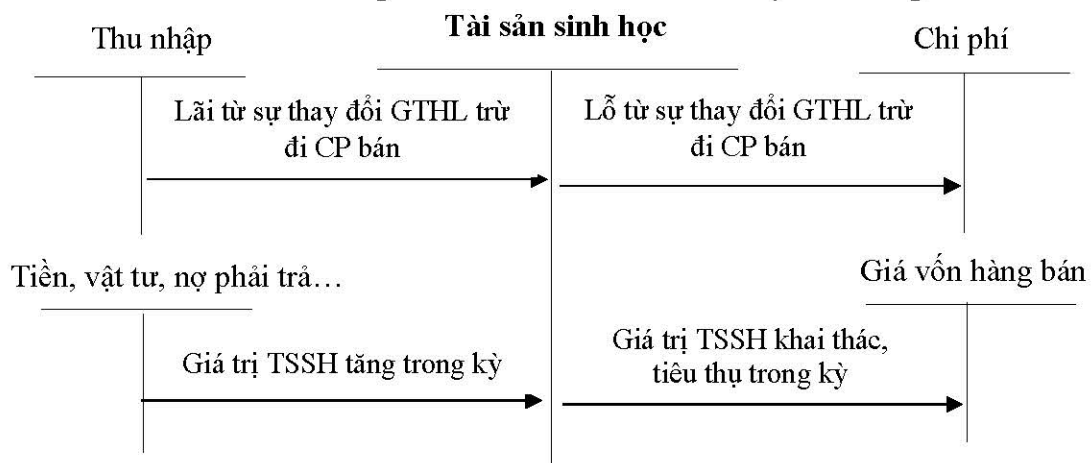 Thu nhập
Tài sản sinh học
Chi phí
Lãi từ sự thay đổi GTHL trừ
đi CP bán
Lỗ từ sự thay đổi GTHL trừ
đi CP bán
Tiền, vật tư, nợ phải trả…
Giá vốn hàng bán
Giá trị TSSH tăng trong kỳ
Giá trị TSSH khai thác,
tiêu thụ trong kỳ